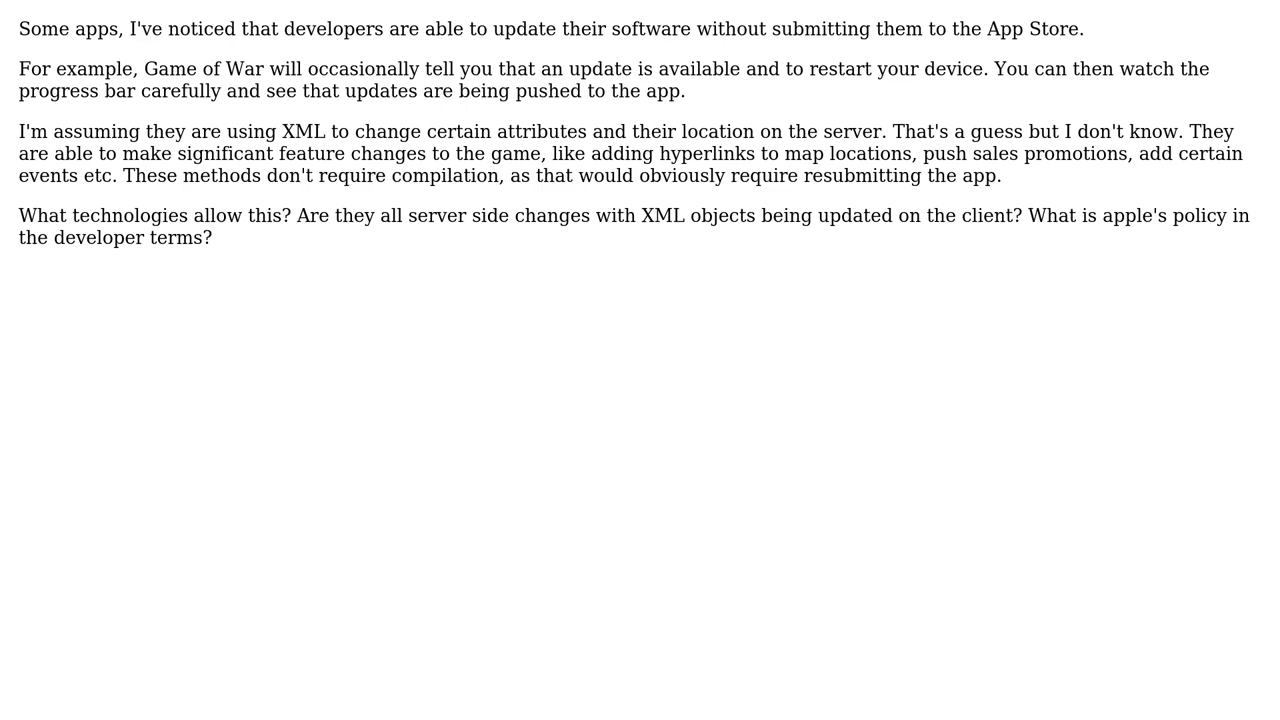 Some apps, I've noticed that developers are able to update their software without submitting them to the App Store.
For example, Game of War will occasionally tell you that an update is available and to restart your device. You can then watch the
progress bar carefully and see that updates are being pushed to the app.
I'm assuming they are using XML to change certain attributes and their location on the server. That's a guess but I don't know. They
are able to make significant feature changes to the game, like adding hyperlinks to map locations, push sales promotions, add certain
events etc. These methods don't require compilation, as that would obviously require resubmitting the app.
What technologies allow this? Are they all server side changes with XML objects being updated on the client? What is apple's policy in
the developer terms?